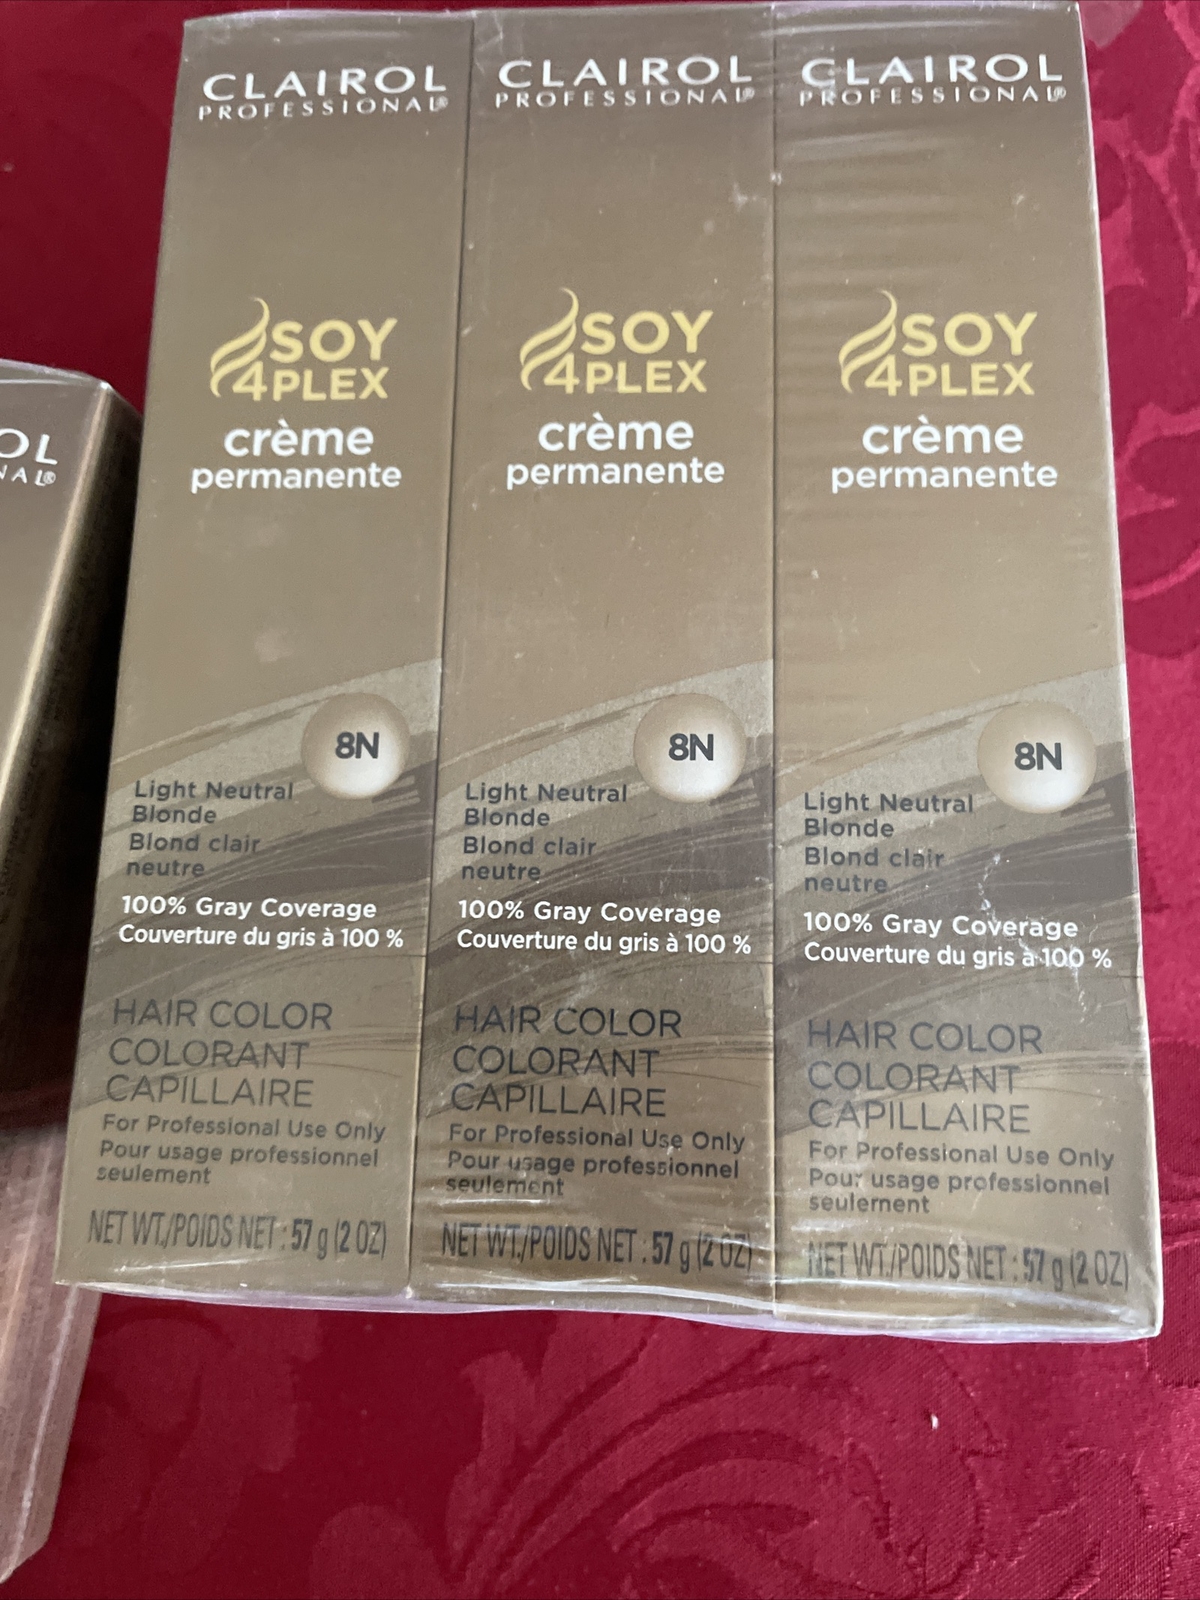 OL
NAL®
CLAIROL
PROFESSIONAL®
SOY
4PLEX
crème
permanente
8N
Light Neutral
Blonde
Blond clair
neutre
100% Gray Coverage
Couverture du gris à 100 %
HAIR COLOR
COLORANT
CAPILLAIRE
For Professional Use Only
Pour usage professionnel
seulement
NET WT./POIDS NET : 57 g (2 OZ)
CLAIROL
PROFESSIONAL®
SOY
4PLEX
crème
permanente
8N
Light Neutral
Blonde
Blond clair
neutre
100% Gray Coverage
Couverture du gris à 100 %
HAIR COLOR
COLORANT
CAPILLAIRE
For Professional Use Only
Pour usage professionnel
seulement
NET WT./POIDS NET : 57 g (2 OZ)
CLAIROL
PROFESSIONAL®
SOY
4PLEX
crème
permanente
8N
Light Neutral
Blonde
Blond clair
neutre
100% Gray Coverage
Couverture du gris à 100 %
HAIR COLOR
COLORANT
CAPILLAIRE
For Professional Use Only
Pour usage professionnel
seulement
NET WT./POIDS NET : 57 g (2 OZ)